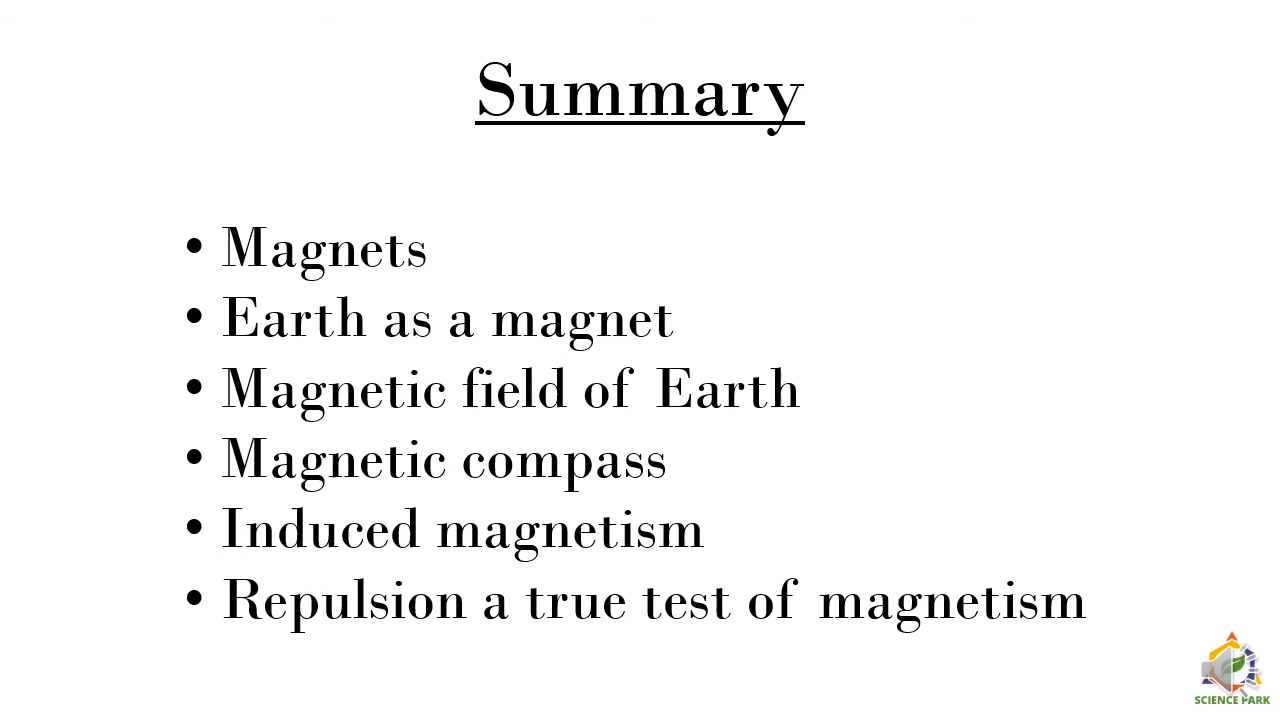 Summary
• Magnets
• Earth as a magnet
• Magnetic field of Earth
• Magnetic compass
• Induced magnetism
• Repulsion a true test of magnetism
SCIENCE PARK